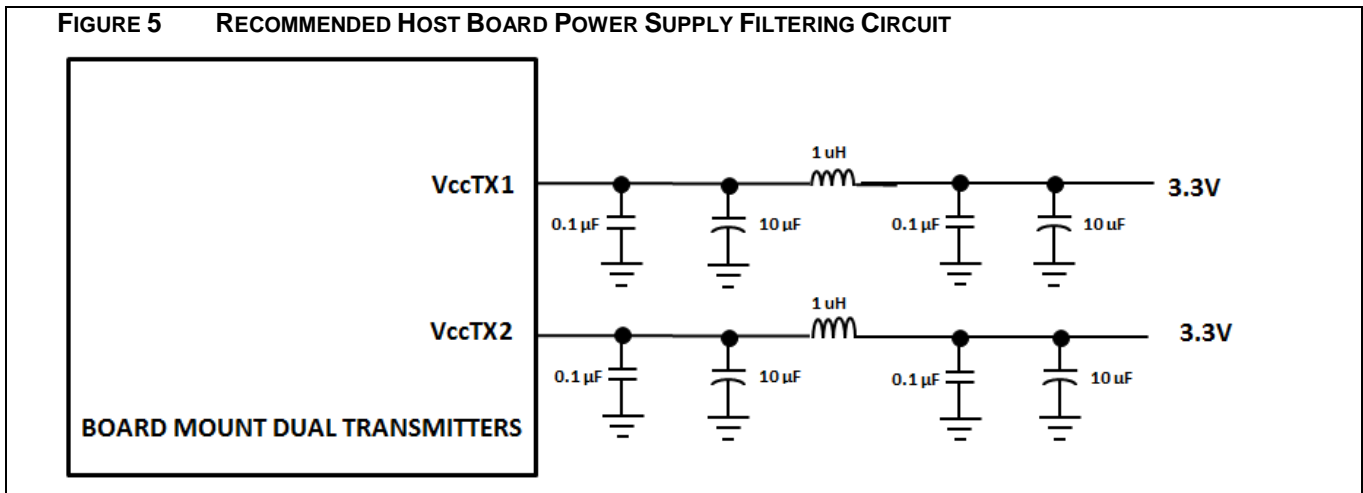 FIGURE 5 RECOMMENDED HOST BOARD POWER SUPPLY FILTERING CIRCUIT
1 uH
VccTX1
3.3V
0.1 µF
10 µF
0.1 µF
10 uF
1 uH
VccTX2
3.3V
0.1 µF
10 µF
0.1 µF
10 uF
BOARD MOUNT DUAL TRANSMITTERS